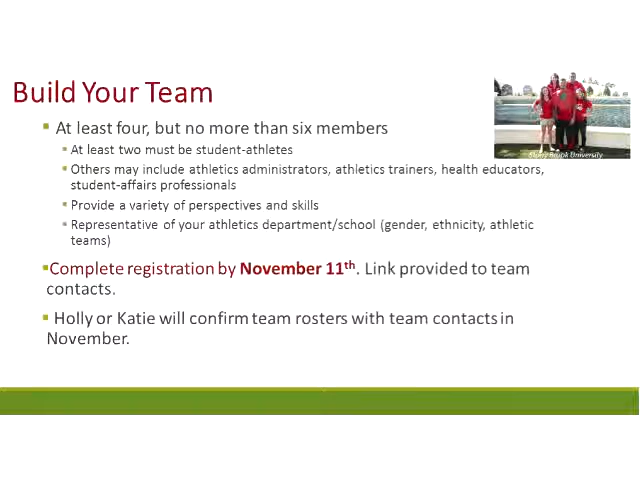 Build Your Team
At least four, but no more than six members
At least two must be student-athletes
Others may include athletics administrators, athletics trainers, health educators,
student-affairs professionals
Provide a variety of perspectives and skills
Representative of your athletics department/school (gender, ethnicity, athletic
teams)
Complete registration by November 11th. Link provided to team
contacts.
Holly or Katie will confirm team rosters with team contacts in
November.
Stony Brook University